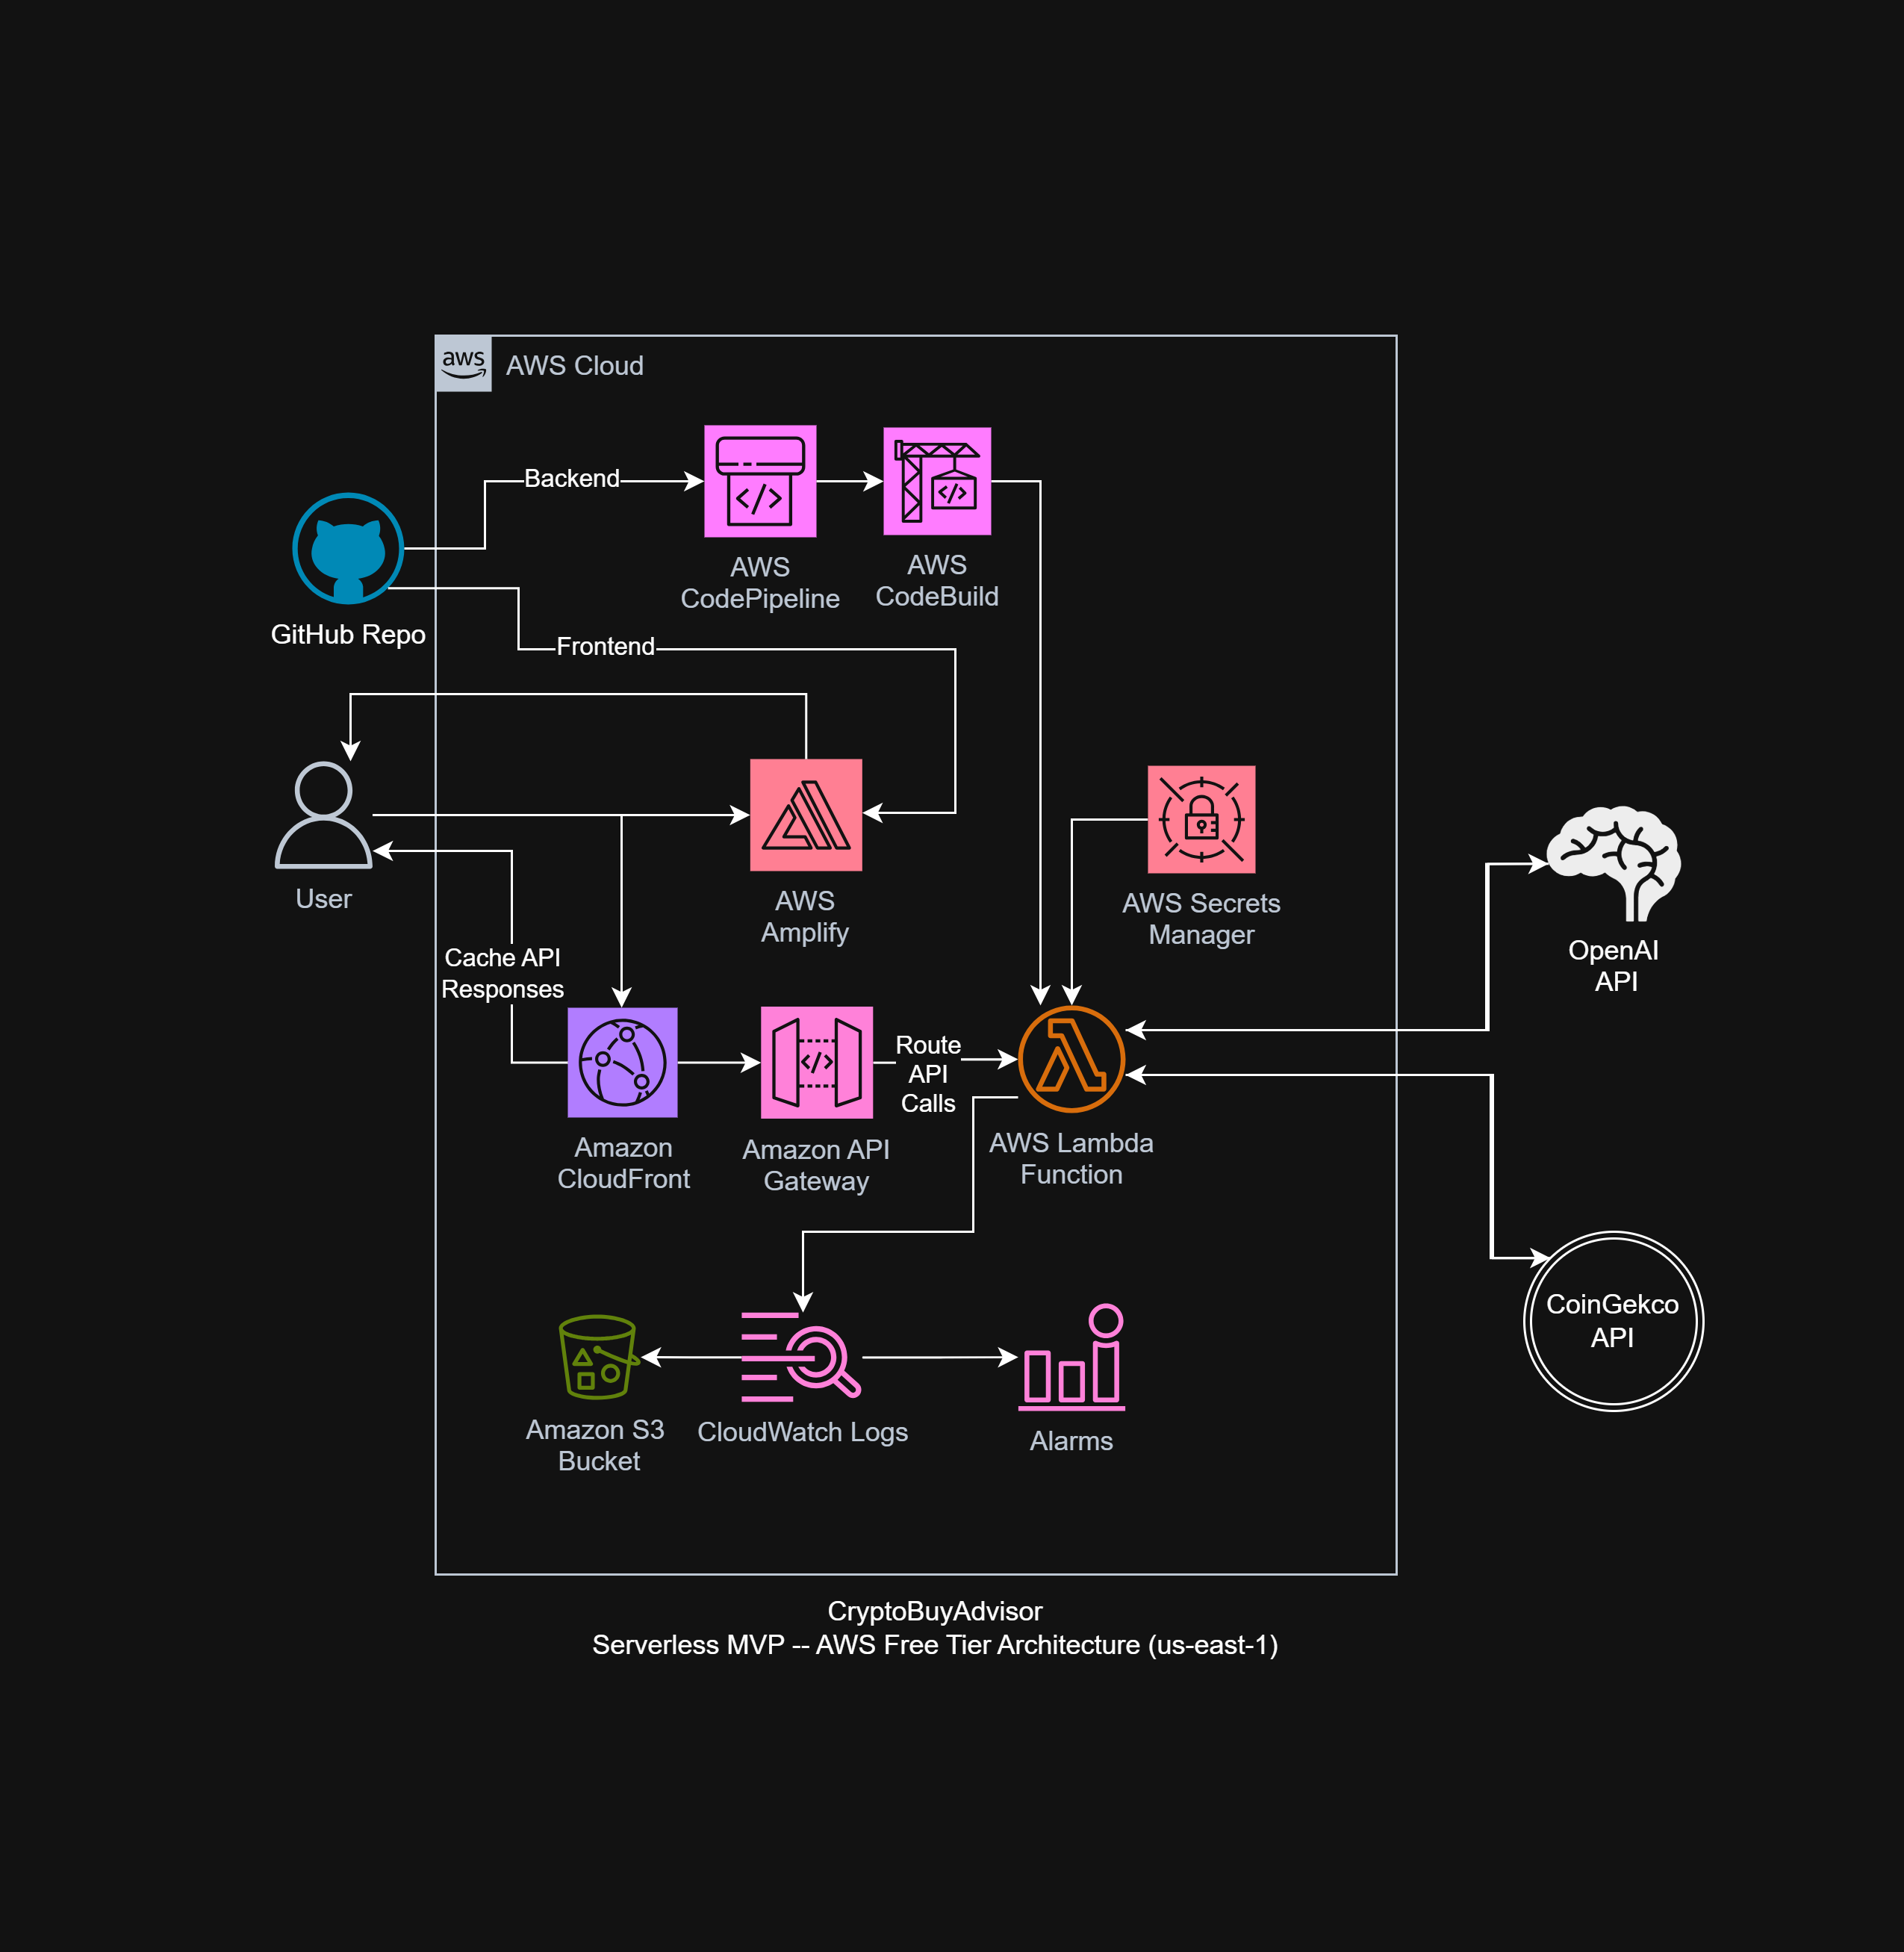 aws
AWS Cloud
Backend
AWS
CodePipeline
AWS
CodeBuild
GitHub Repo
Frontend
User
AWS
Amplify
AWS Secrets
Manager
OpenAI
API
Cache API
Responses
Route
API
Calls
Amazon
CloudFront
Amazon API
Gateway
AWS Lambda
Function
CoinGekco
API
Amazon S3
Bucket
CloudWatch Logs
Alarms
CryptoBuyAdvisor
Serverless MVP -- AWS Free Tier Architecture (us-east-1)